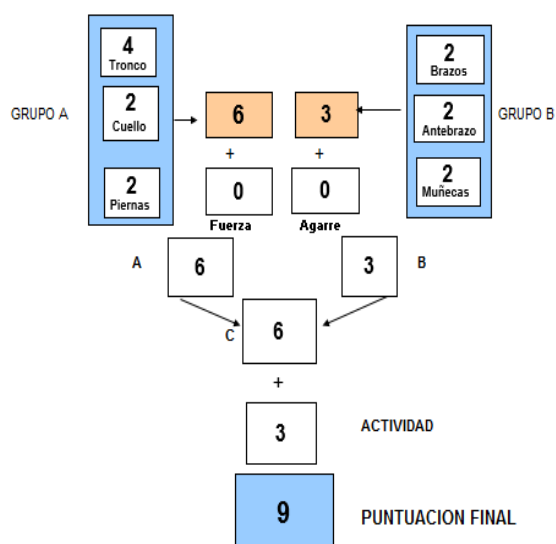 4
Tronco
2
Cuello
2
Piernas
GRUPO A
6
+
0
Fuerza
3
+
0
Agarre
2
Brazos
2
Antebrazo
2
Muñecas
GRUPO B
A
6
3
B
C
6
+
3
ACTIVIDAD
9
PUNTUACION FINAL